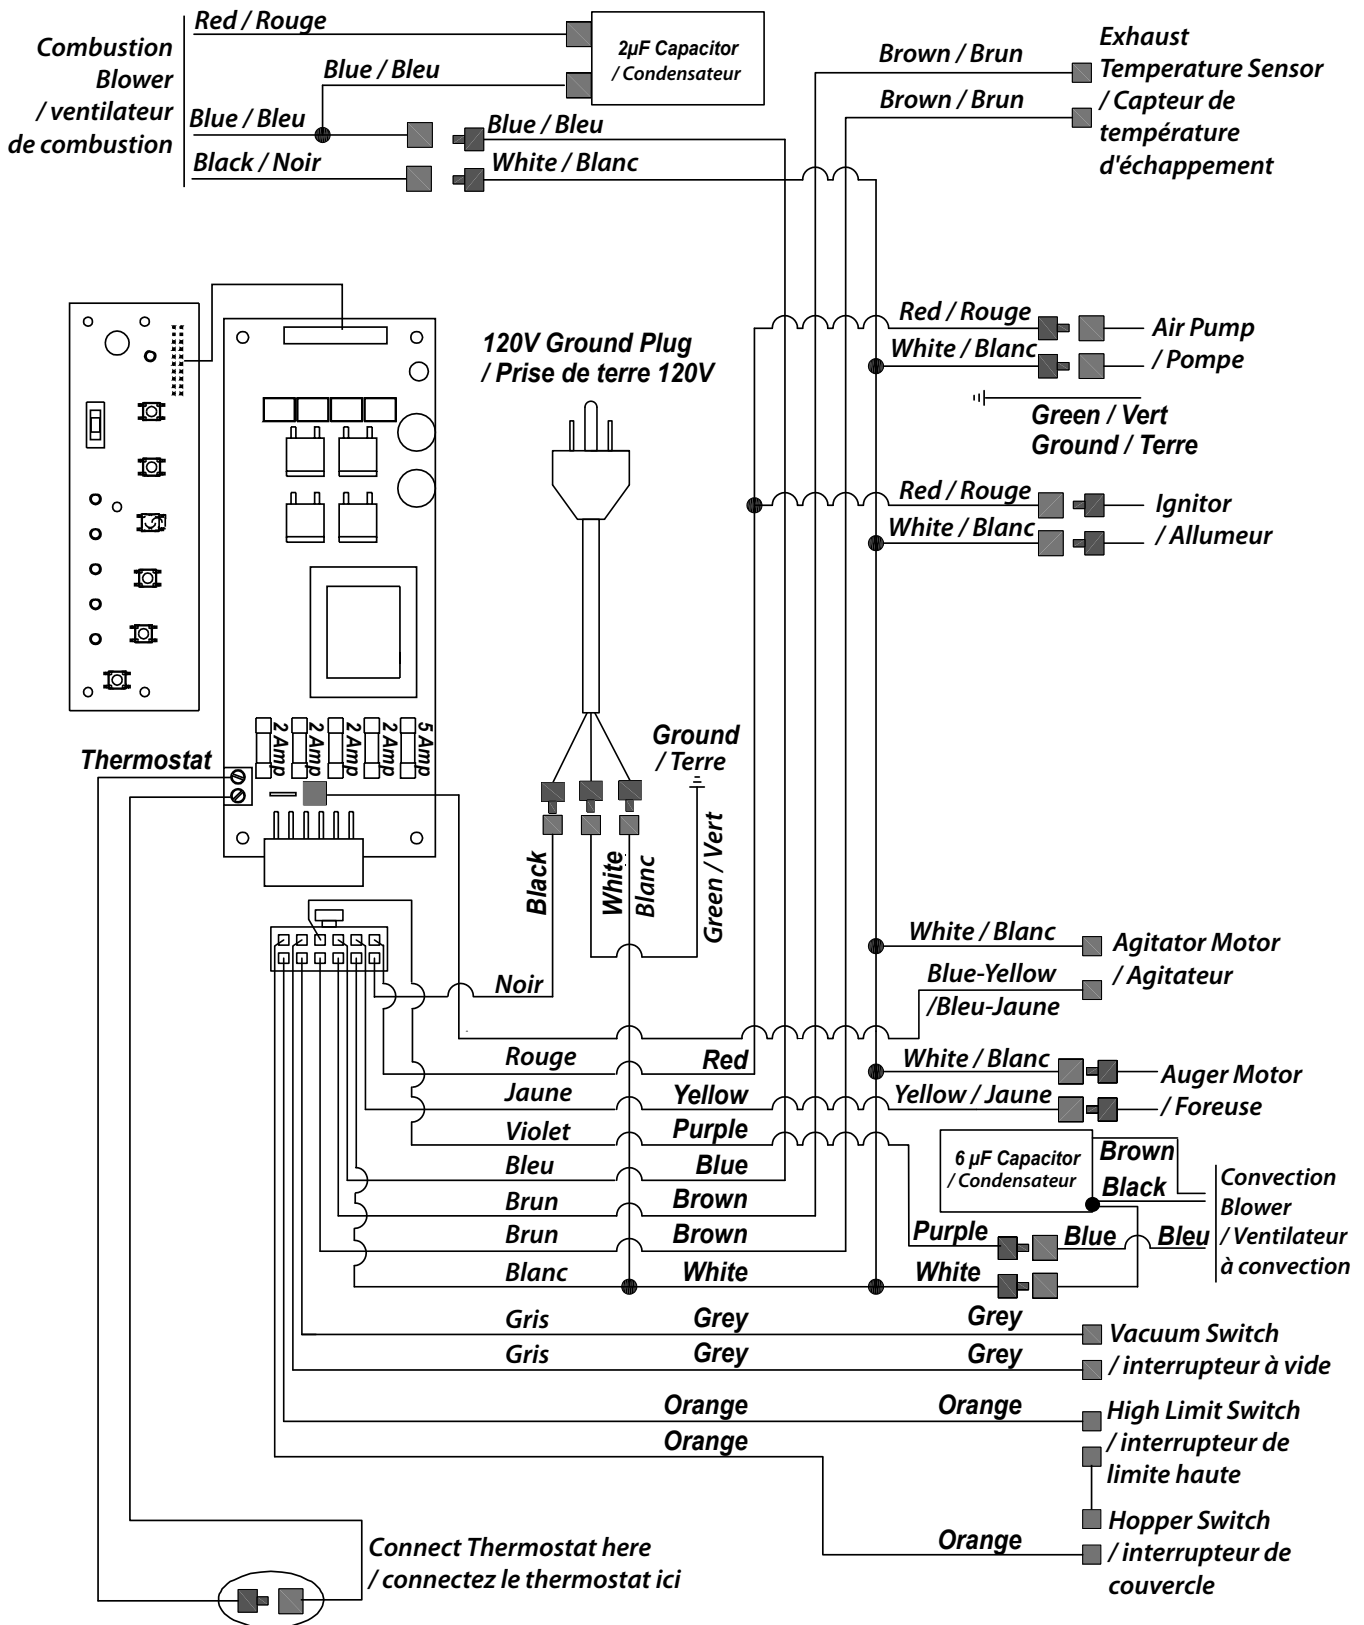 Red / Rouge
Combustion
Blower
/ ventilateur
de combustion
Blue / Bleu
Blue / Bleu
Black / Noir
2µF Capacitor
/ Condensateur
Blue / Bleu
White / Blanc
Brown / Brun
Brown / Brun
Exhaust
Temperature Sensor
/ Capteur de
température
d'échappement
120V Ground Plug
/ Prise de terre 120V
Red / Rouge
White / Blanc
Air Pump
/ Pompe
Green / Vert
Ground / Terre
Red / Rouge
White / Blanc
Ignitor
/ Allumeur
2 Amp
2 Amp
2 Amp
2 Amp
5 Amp
Thermostat
Ground
/ Terre
Black
White
Blanc
Green / Vert
Noir
White / Blanc
Agitator Motor
/ Agitateur
Blue-Yellow
/Bleu-Jaune
Rouge
Red
White / Blanc
Auger Motor
/ Foreuse
Jaune
Yellow
Yellow / Jaune
Violet
Purple
6 µF Capacitor
/ Condensateur
Brown
Black
Convection
Blower
/ Ventilateur
à convection
Bleu
Blue
Brun
Brown
Purple
Blue
Bleu
Brun
Brown
Blanc
White
White
Gris
Grey
Grey
Vacuum Switch
/ interrupteur à vide
Gris
Grey
Grey
Orange
Orange
High Limit Switch
/ interrupteur de
limite haute
Orange
Hopper Switch
/ interrupteur de
couvercle
Orange
Connect Thermostat here
/ connectez le thermostat ici